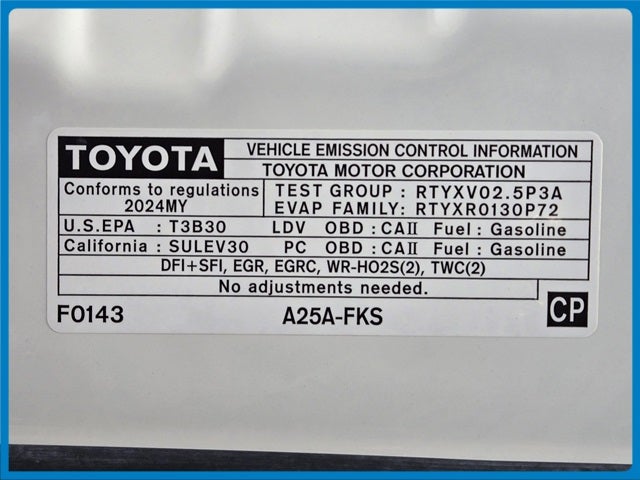 TOYOTA
VEHICLE EMISSION CONTROL INFORMATION
TOYOTA MOTOR CORPORATION
Conforms to regulations
2024MY
TEST GROUP : RTYXV02.5P3A
EVAP FAMILY: RTYXR0130P72
U.S.EPA : T3B30 LDV OBD : CAII Fuel : Gasoline
California : SULEV30 PC OBD : CAII Fuel : Gasoline
DFI+SFI, EGR, EGRC, WR-HO2S(2), TWC(2)
No adjustments needed.
F0143 A25A-FKS CP